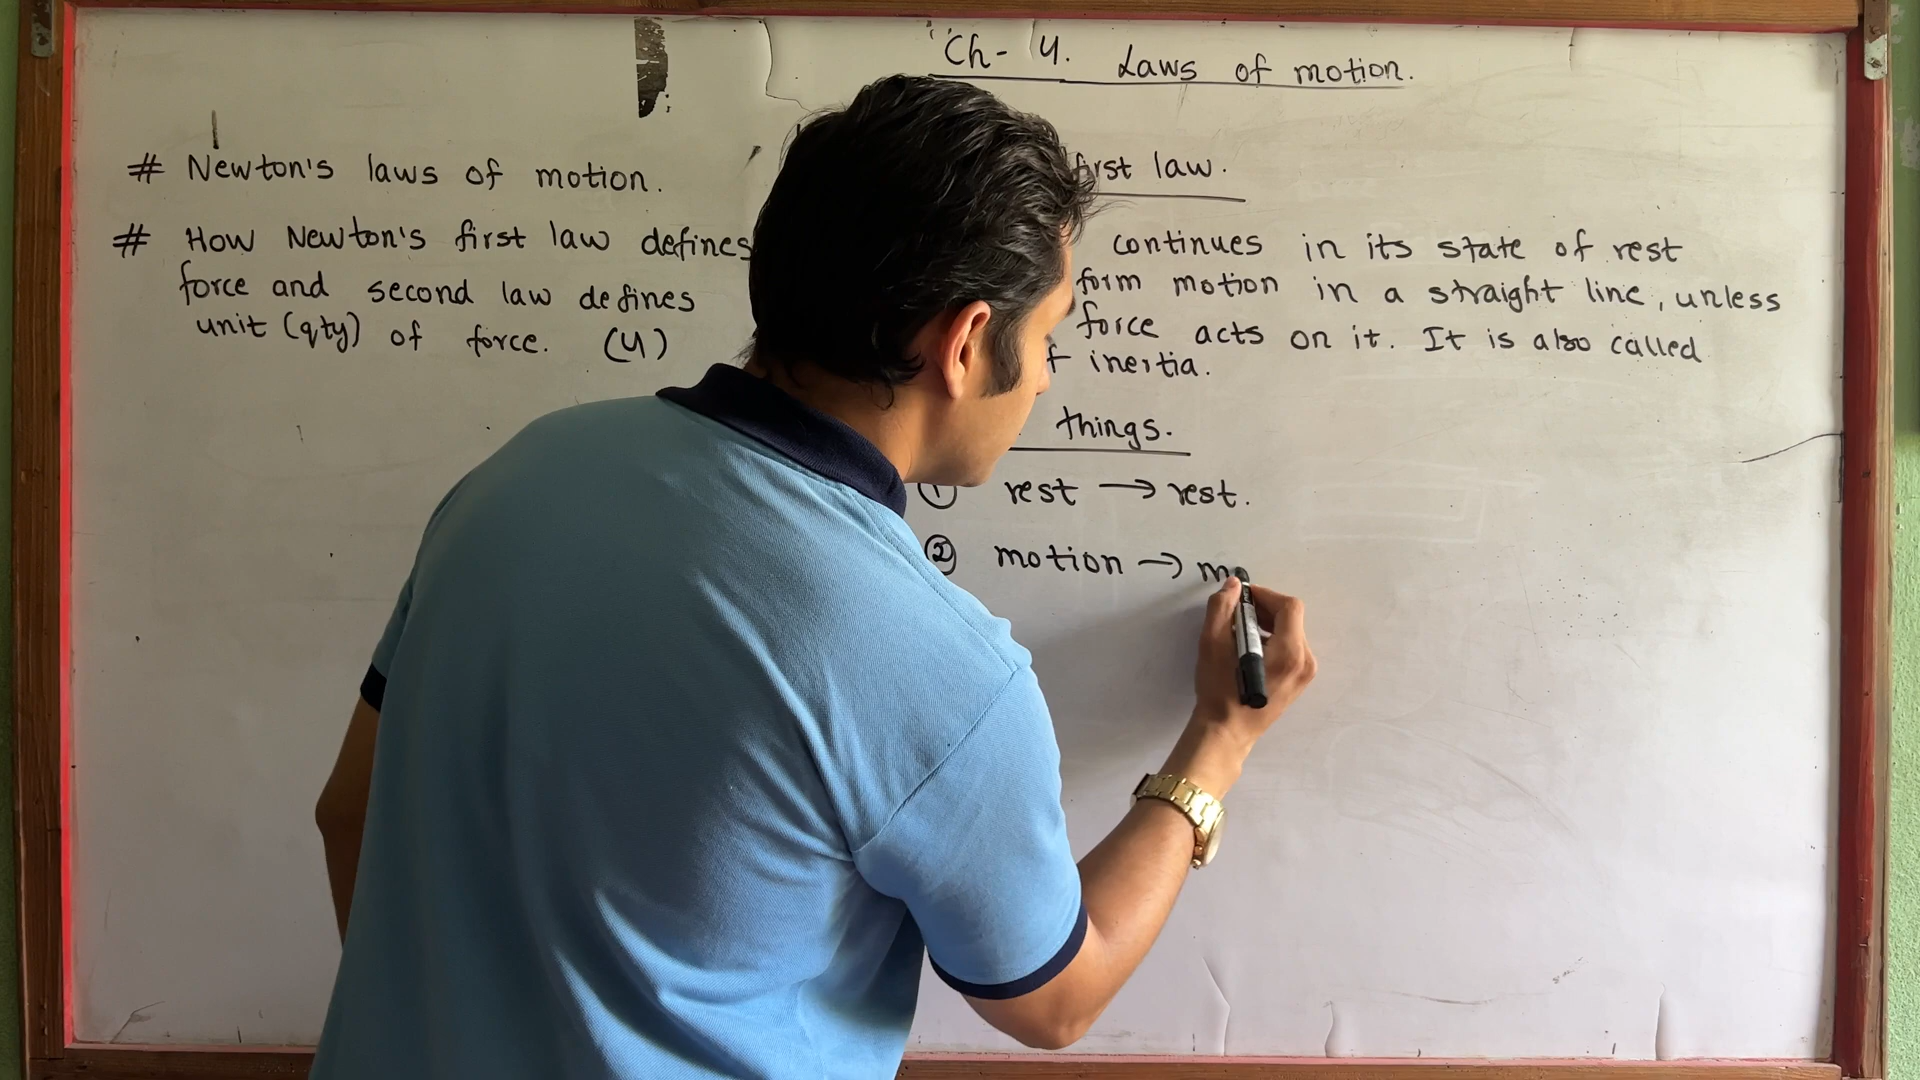 Ch- 4. Laws of motion.
# Newton's laws of motion.
# How Newton's first law defines
force and second law defines
unit (qty) of force. (4)
first law.
continues in its state of rest
form motion in a straight line, unless
force acts on it. It is also called
inertia.
things.
① rest → rest.
② motion → mo